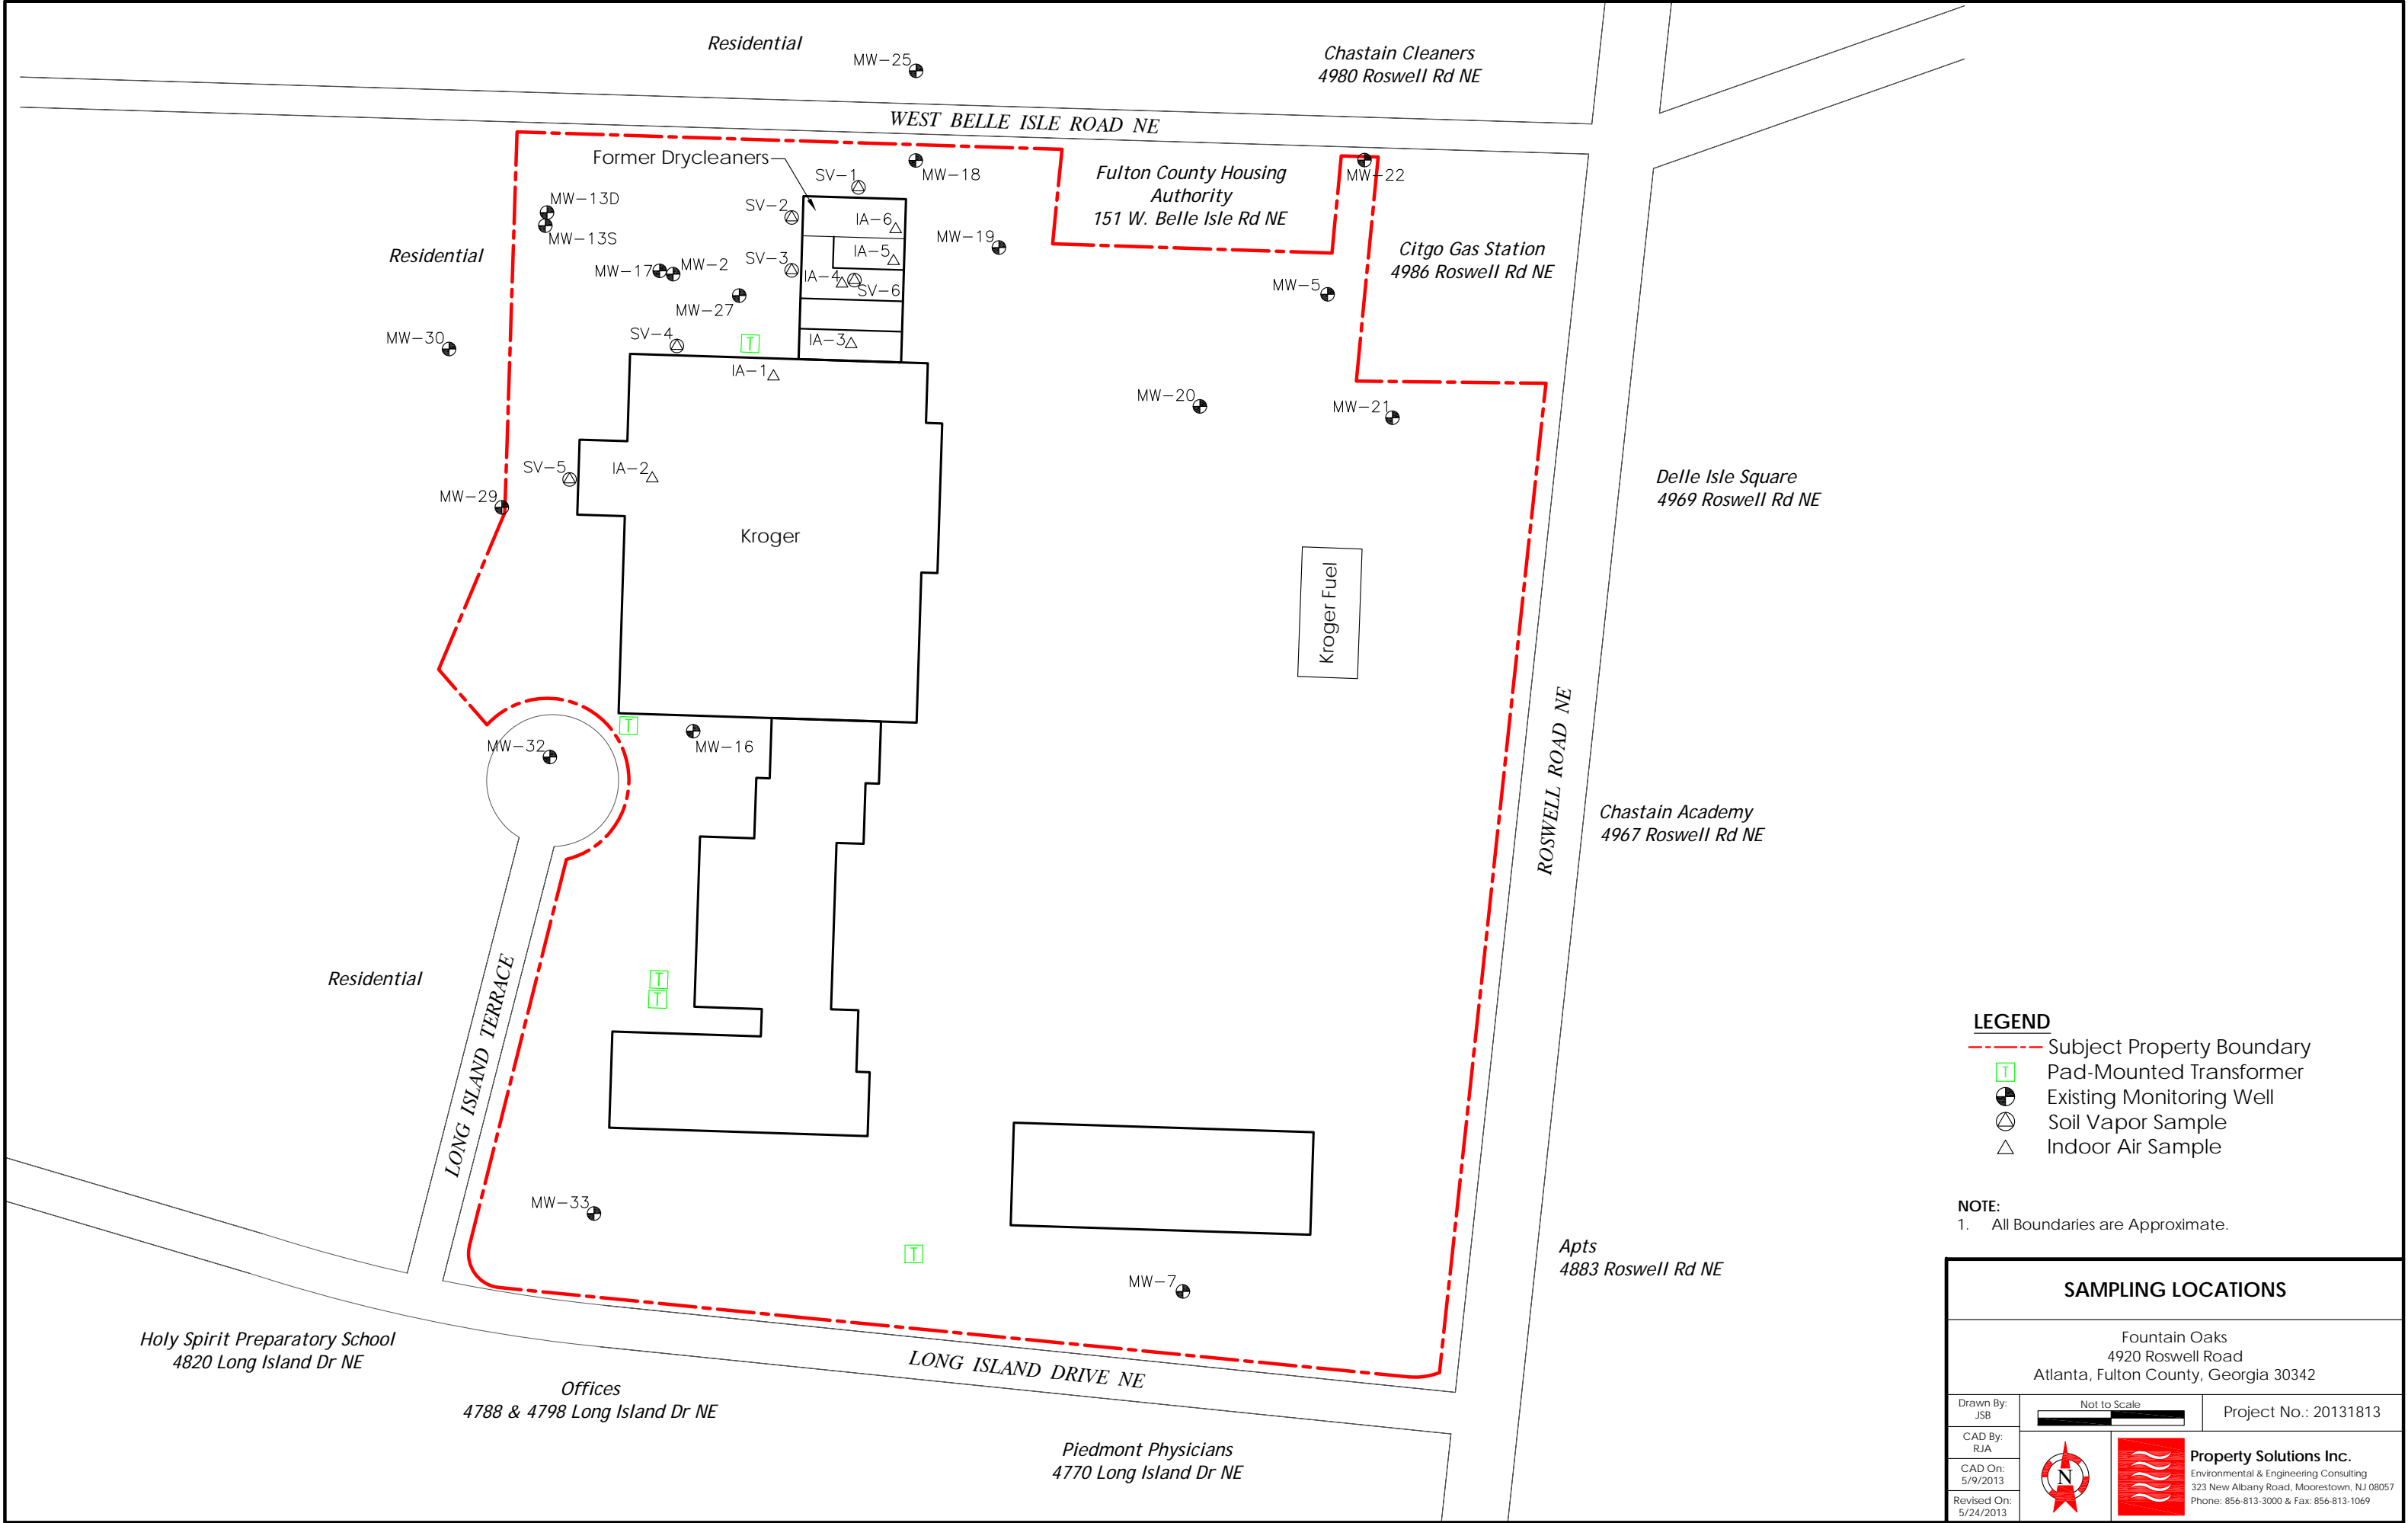 Residential
MW-25
Chastain Cleaners
4980 Roswell Rd NE
WEST BELLE ISLE ROAD NE
Former Drycleaners
SV-1
MW-18
Fulton County Housing
Authority
151 W. Belle Isle Rd NE
MW-22
MW-13D
MW-13S
SV-2
IA-6
MW-19
Residential
Citgo Gas Station
4986 Roswell Rd NE
MW-17
MW-2
SV-3
IA-5
IA-4
SV-6
MW-5
MW-27
MW-30
SV-4
T
IA-3
IA-1
MW-20
MW-21
SV-5
IA-2
MW-29
Delle Isle Square
4969 Roswell Rd NE
Kroger
Kroger Fuel
T
MW-16
MW-32
ROSWELL ROAD NE
Chastain Academy
4967 Roswell Rd NE
Residential
T
T
LONG ISLAND TERRACE
MW-33
T
MW-7
Apts
4883 Roswell Rd NE
Holy Spirit Preparatory School
4820 Long Island Dr NE
LONG ISLAND DRIVE NE
Offices
4788 & 4798 Long Island Dr NE
Piedmont Physicians
4770 Long Island Dr NE
LEGEND
Subject Property Boundary
T Pad-Mounted Transformer
Existing Monitoring Well
Soil Vapor Sample
Indoor Air Sample
NOTE:
1. All Boundaries are Approximate.
SAMPLING LOCATIONS
Fountain Oaks
4920 Roswell Road
Atlanta, Fulton County, Georgia 30342
Drawn By:
JSB
Not to Scale
Project No.: 20131813
CAD By:
RJA
CAD On:
5/9/2013
Revised On:
5/24/2013
N
Property Solutions Inc.
Environmental & Engineering Consulting
323 New Albany Road, Moorestown, NJ 08057
Phone: 856-813-3000 & Fax: 856-813-1069